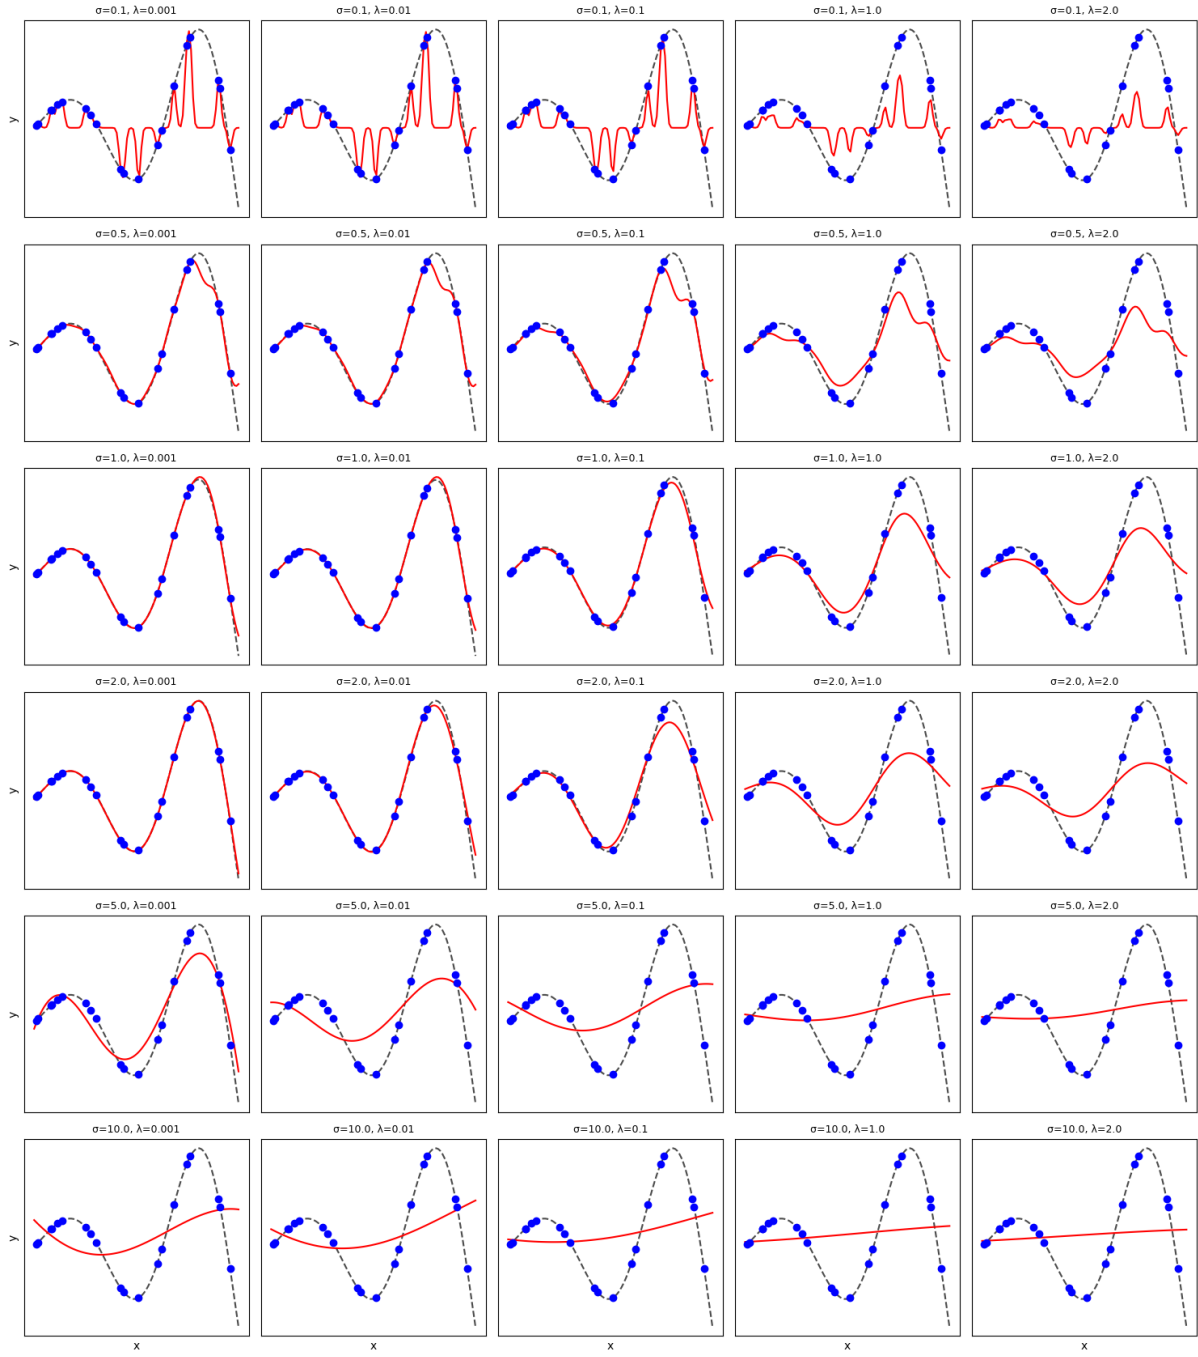 σ=0.1, λ=0.001
σ=0.1, λ=0.01
σ=0.1, λ=0.1
σ=0.1, λ=1.0
σ=0.1, λ=2.0
y
σ=0.5, λ=0.001
σ=0.5, λ=0.01
σ=0.5, λ=0.1
σ=0.5, λ=1.0
σ=0.5, λ=2.0
y
σ=1.0, λ=0.001
σ=1.0, λ=0.01
σ=1.0, λ=0.1
σ=1.0, λ=1.0
σ=1.0, λ=2.0
y
σ=2.0, λ=0.001
σ=2.0, λ=0.01
σ=2.0, λ=0.1
σ=2.0, λ=1.0
σ=2.0, λ=2.0
y
σ=5.0, λ=0.001
σ=5.0, λ=0.01
σ=5.0, λ=0.1
σ=5.0, λ=1.0
σ=5.0, λ=2.0
y
σ=10.0, λ=0.001
σ=10.0, λ=0.01
σ=10.0, λ=0.1
σ=10.0, λ=1.0
σ=10.0, λ=2.0
y
x
x
x
x
x